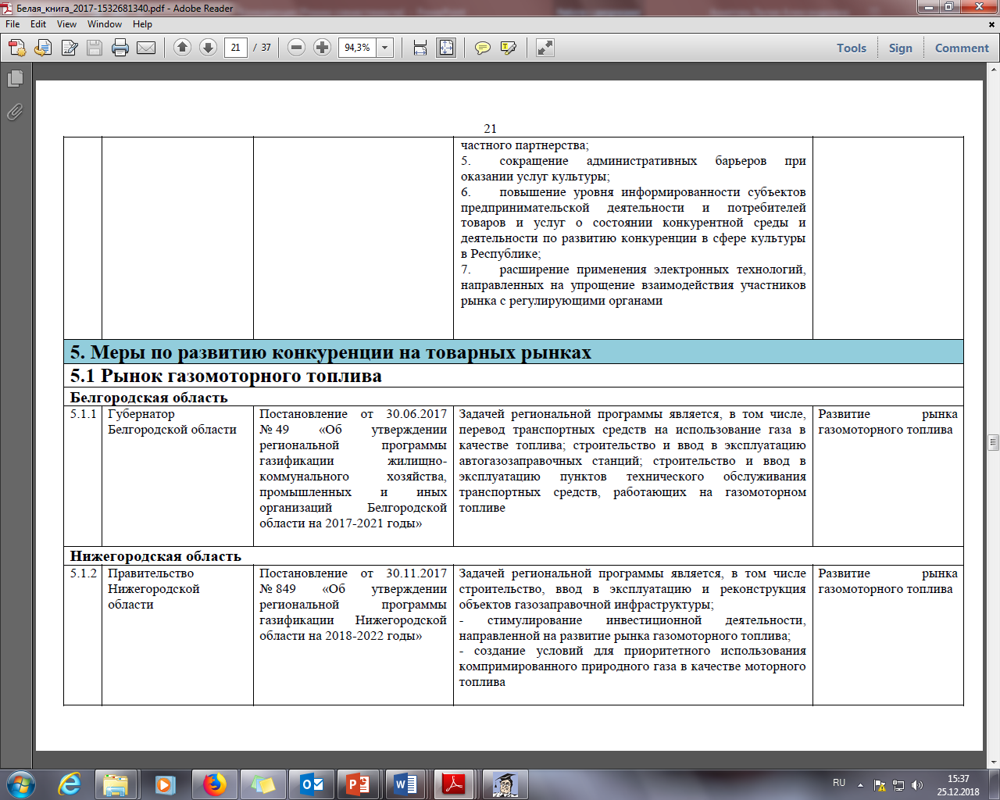 Белая_книга_2017-1532681340.pdf - Adobe Reader
File Edit View Window Help
21 / 37 94,3% Tools Sign Comment
21
частного партнерства;
5. сокращение административных барьеров при
оказании услуг культуры;
6. повышение уровня информированности субъектов
предпринимательской деятельности и потребителей
товаров и услуг о состоянии конкурентной среды и
деятельности по развитию конкуренции в сфере культуры
в Республике;
7. расширение применения электронных технологий,
направленных на упрощение взаимодействия участников
рынка с регулирующими органами
5. Меры по развитию конкуренции на товарных рынках
5.1 Рынок газомоторного топлива
Белгородская область
5.1.1
Губернатор
Белгородской области
Постановление от 30.06.2017
№ 49 «Об утверждении
региональной программы
газификации жилищно-
коммунального хозяйства,
промышленных и иных
организаций Белгородской
области на 2017-2021 годы»
Задачей региональной программы является, в том числе,
перевод транспортных средств на использование газа в
качестве топлива; строительство и ввод в эксплуатацию
автогазозаправочных станций; строительство и ввод в
эксплуатацию пунктов технического обслуживания
транспортных средств, работающих на газомоторном
топливе
Развитие рынка
газомоторного топлива
Нижегородская область
5.1.2
Правительство
Нижегородской
области
Постановление от 30.11.2017
№ 849 «Об утверждении
региональной программы
газификации Нижегородской
области на 2018-2022 годы»
Задачей региональной программы является, в том числе
строительство, ввод в эксплуатацию и реконструкция
объектов газозаправочной инфраструктуры;
- стимулирование инвестиционной деятельности,
направленной на развитие рынка газомоторного топлива;
- создание условий для приоритетного использования
компримированного природного газа в качестве моторного
топлива
Развитие рынка
газомоторного топлива
RU
15:37
25.12.2018